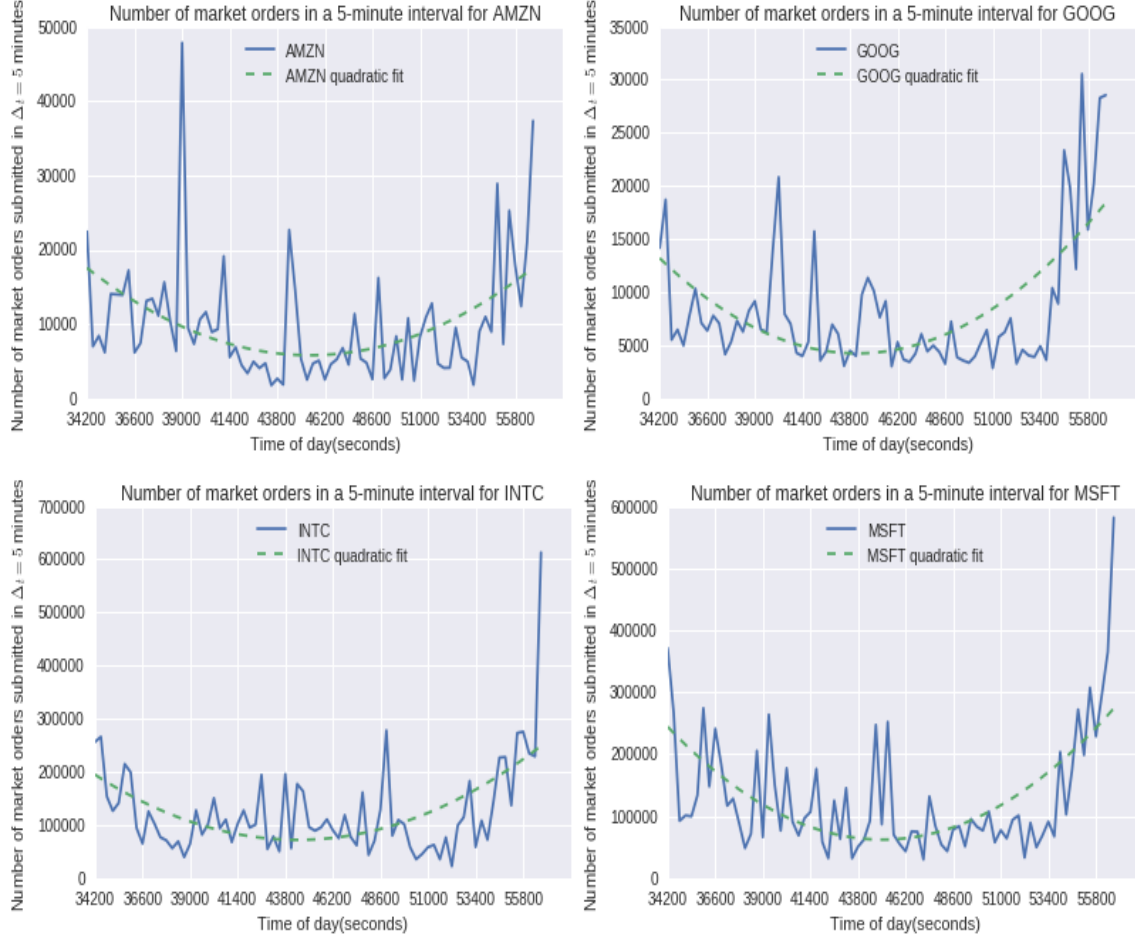 Number of market orders in a 5-minute interval for AMZN
Number of market orders submitted in Δ_t = 5 minutes
50000
40000
30000
20000
10000
0
AMZN
AMZN quadratic fit
34200 36600 39000 41400 43800 46200 48600 51000 53400 55800
Time of day(seconds)
Number of market orders in a 5-minute interval for GOOG
Number of market orders submitted in Δ_t = 5 minutes
35000
30000
25000
20000
15000
10000
5000
0
GOOG
GOOG quadratic fit
34200 36600 39000 41400 43800 46200 48600 51000 53400 55800
Time of day(seconds)
Number of market orders in a 5-minute interval for INTC
Number of market orders submitted in Δ_t = 5 minutes
700000
600000
500000
400000
300000
200000
100000
0
INTC
INTC quadratic fit
34200 36600 39000 41400 43800 46200 48600 51000 53400 55800
Time of day(seconds)
Number of market orders in a 5-minute interval for MSFT
Number of market orders submitted in Δ_t = 5 minutes
600000
500000
400000
300000
200000
100000
0
MSFT
MSFT quadratic fit
34200 36600 39000 41400 43800 46200 48600 51000 53400 55800
Time of day(seconds)